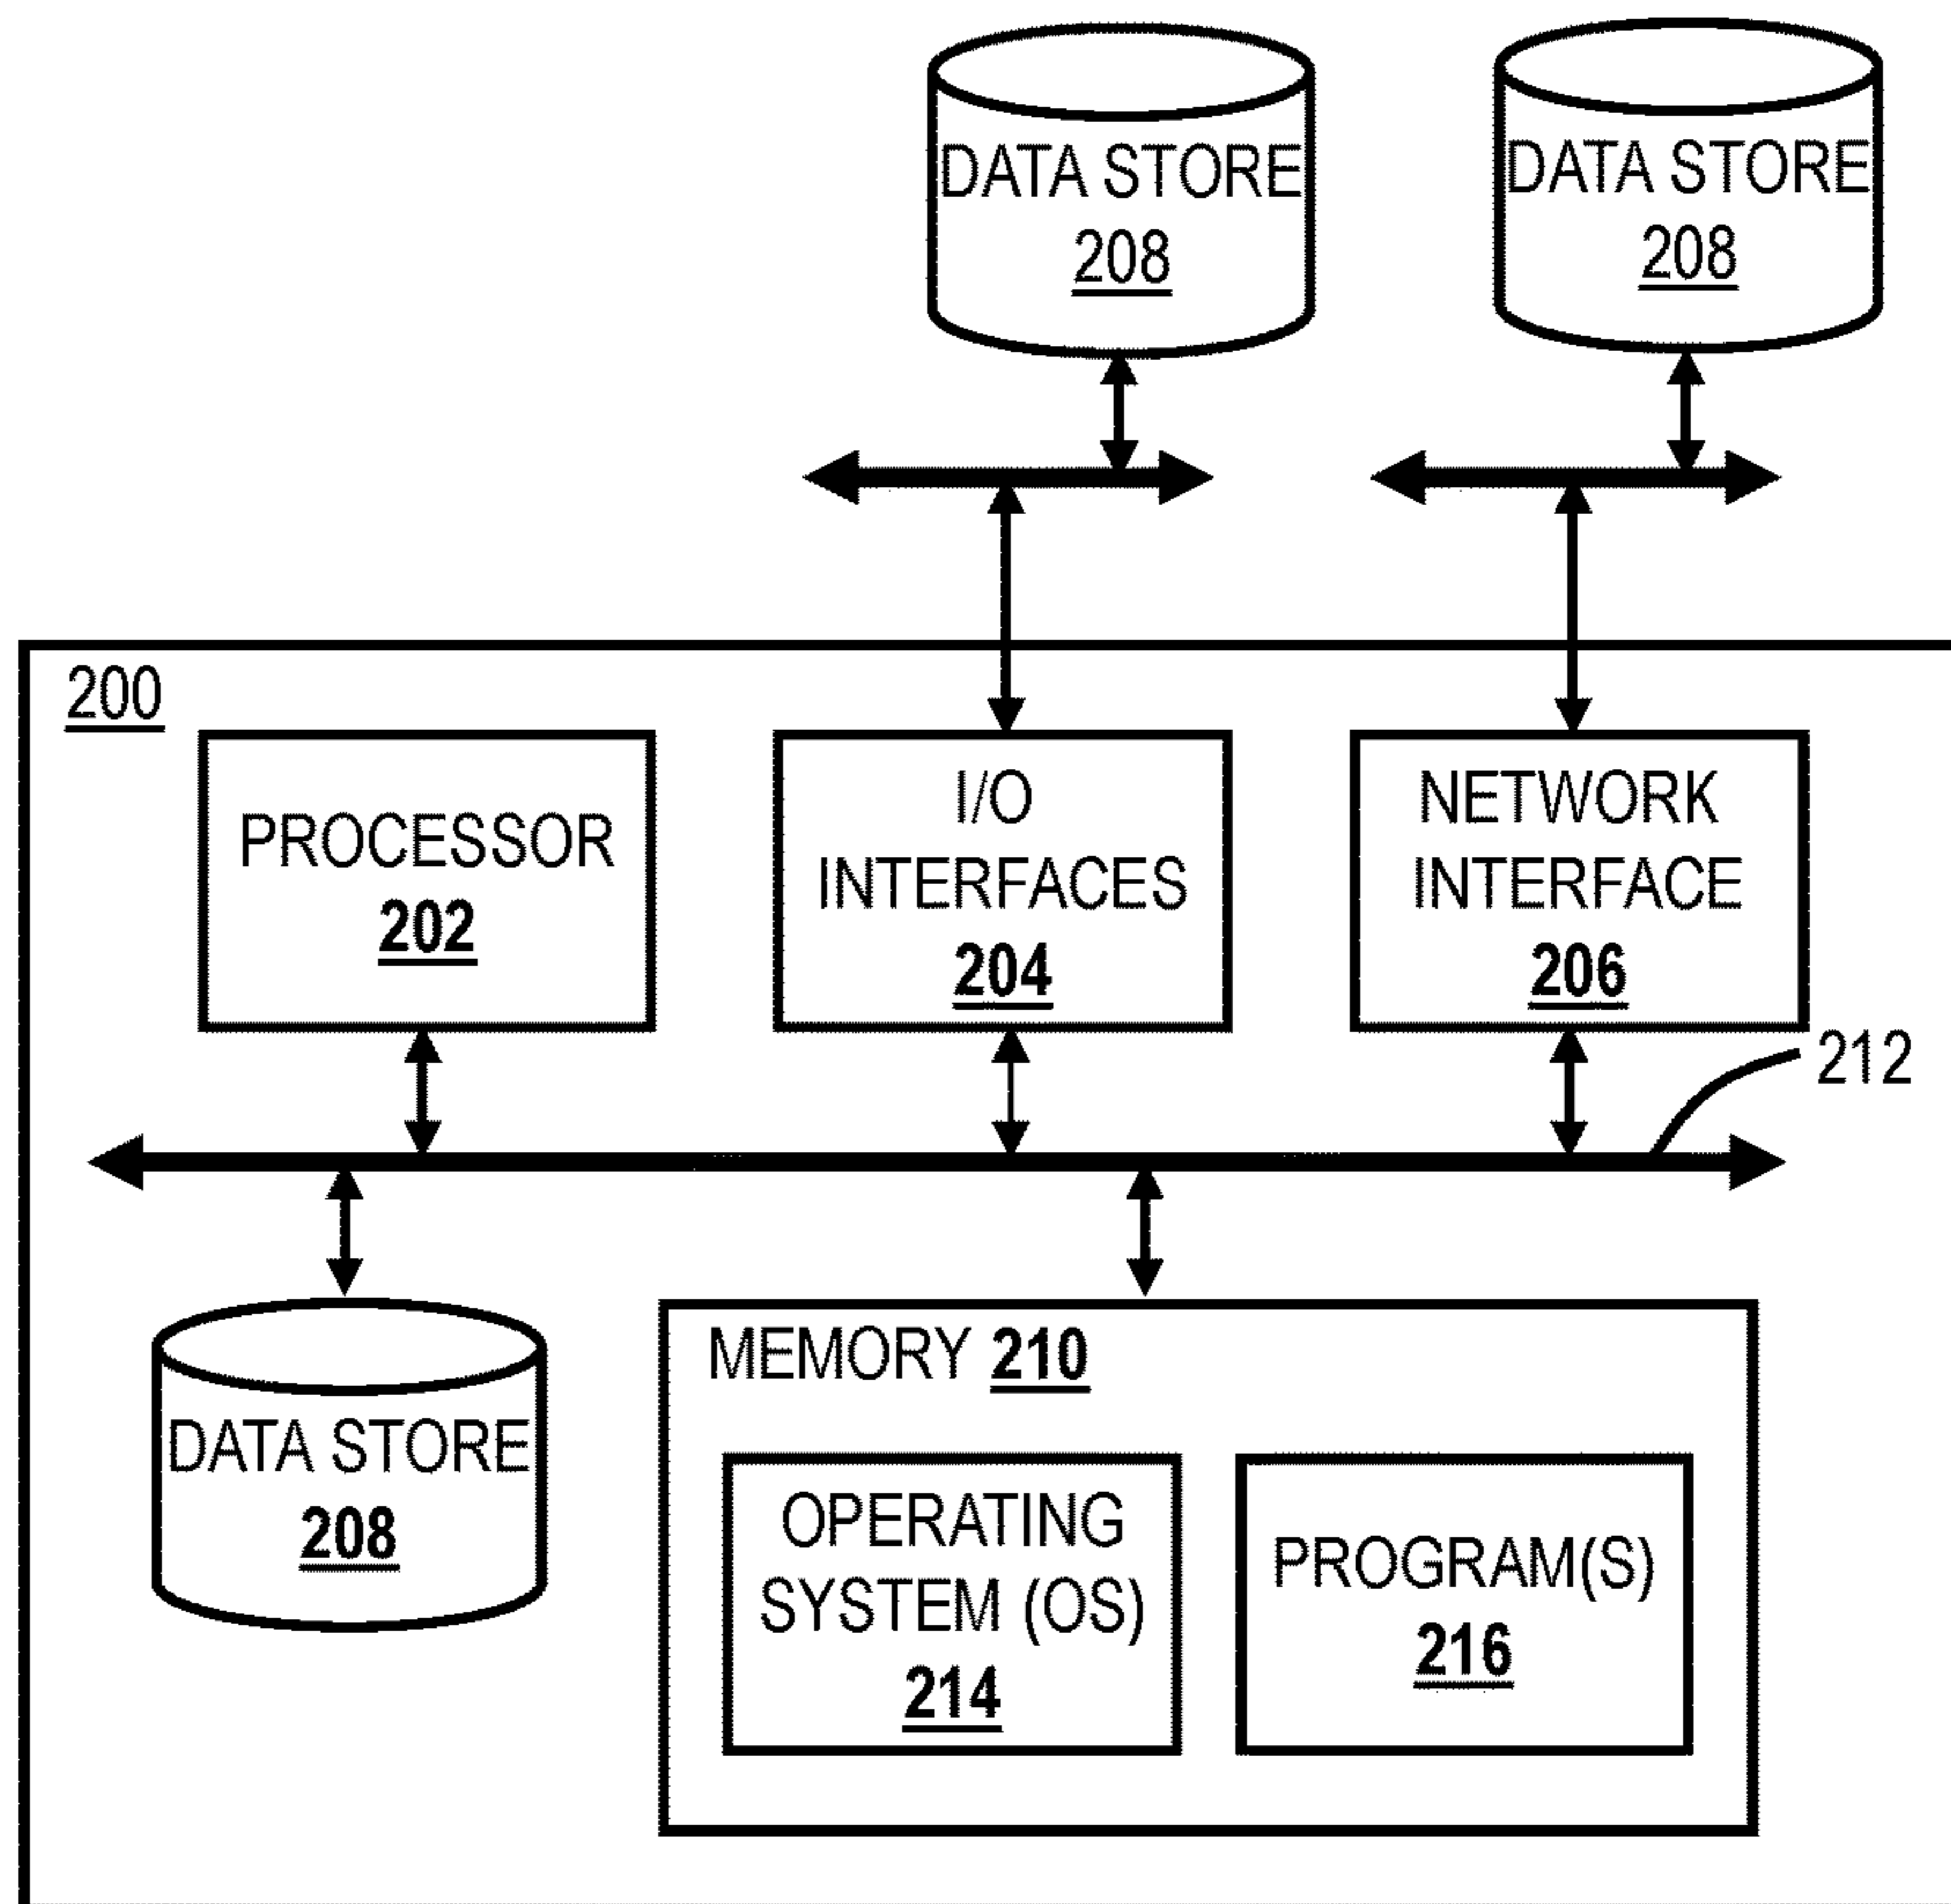 DATA STORE
208
DATA STORE
208
200
PROCESSOR
202
I/O
INTERFACES
204
NETWORK
INTERFACE
206
212
DATA STORE
208
MEMORY 210
OPERATING
SYSTEM (OS)
214
PROGRAM(S)
216